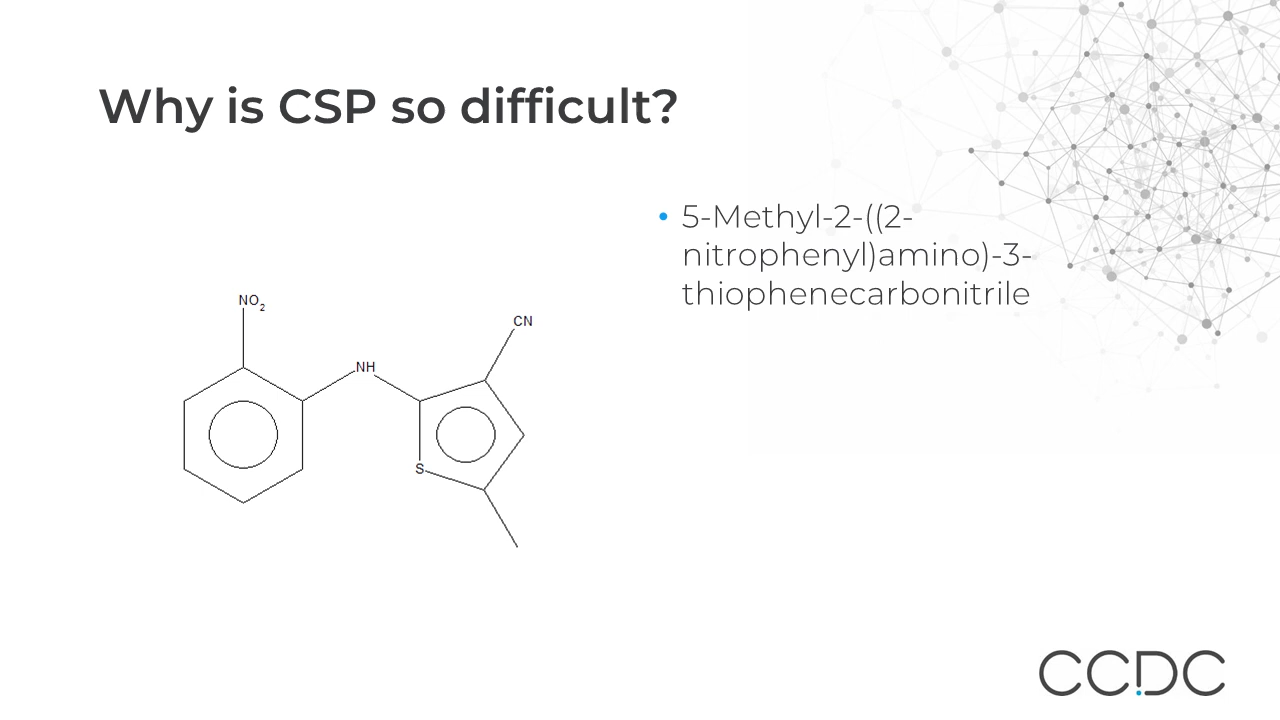 Why is CSP so difficult?
• 5-Methyl-2-((2-
nitrophenyl)amino)-3-
thiophenecarbonitrile
NO2
CN
NH
S
CCDC